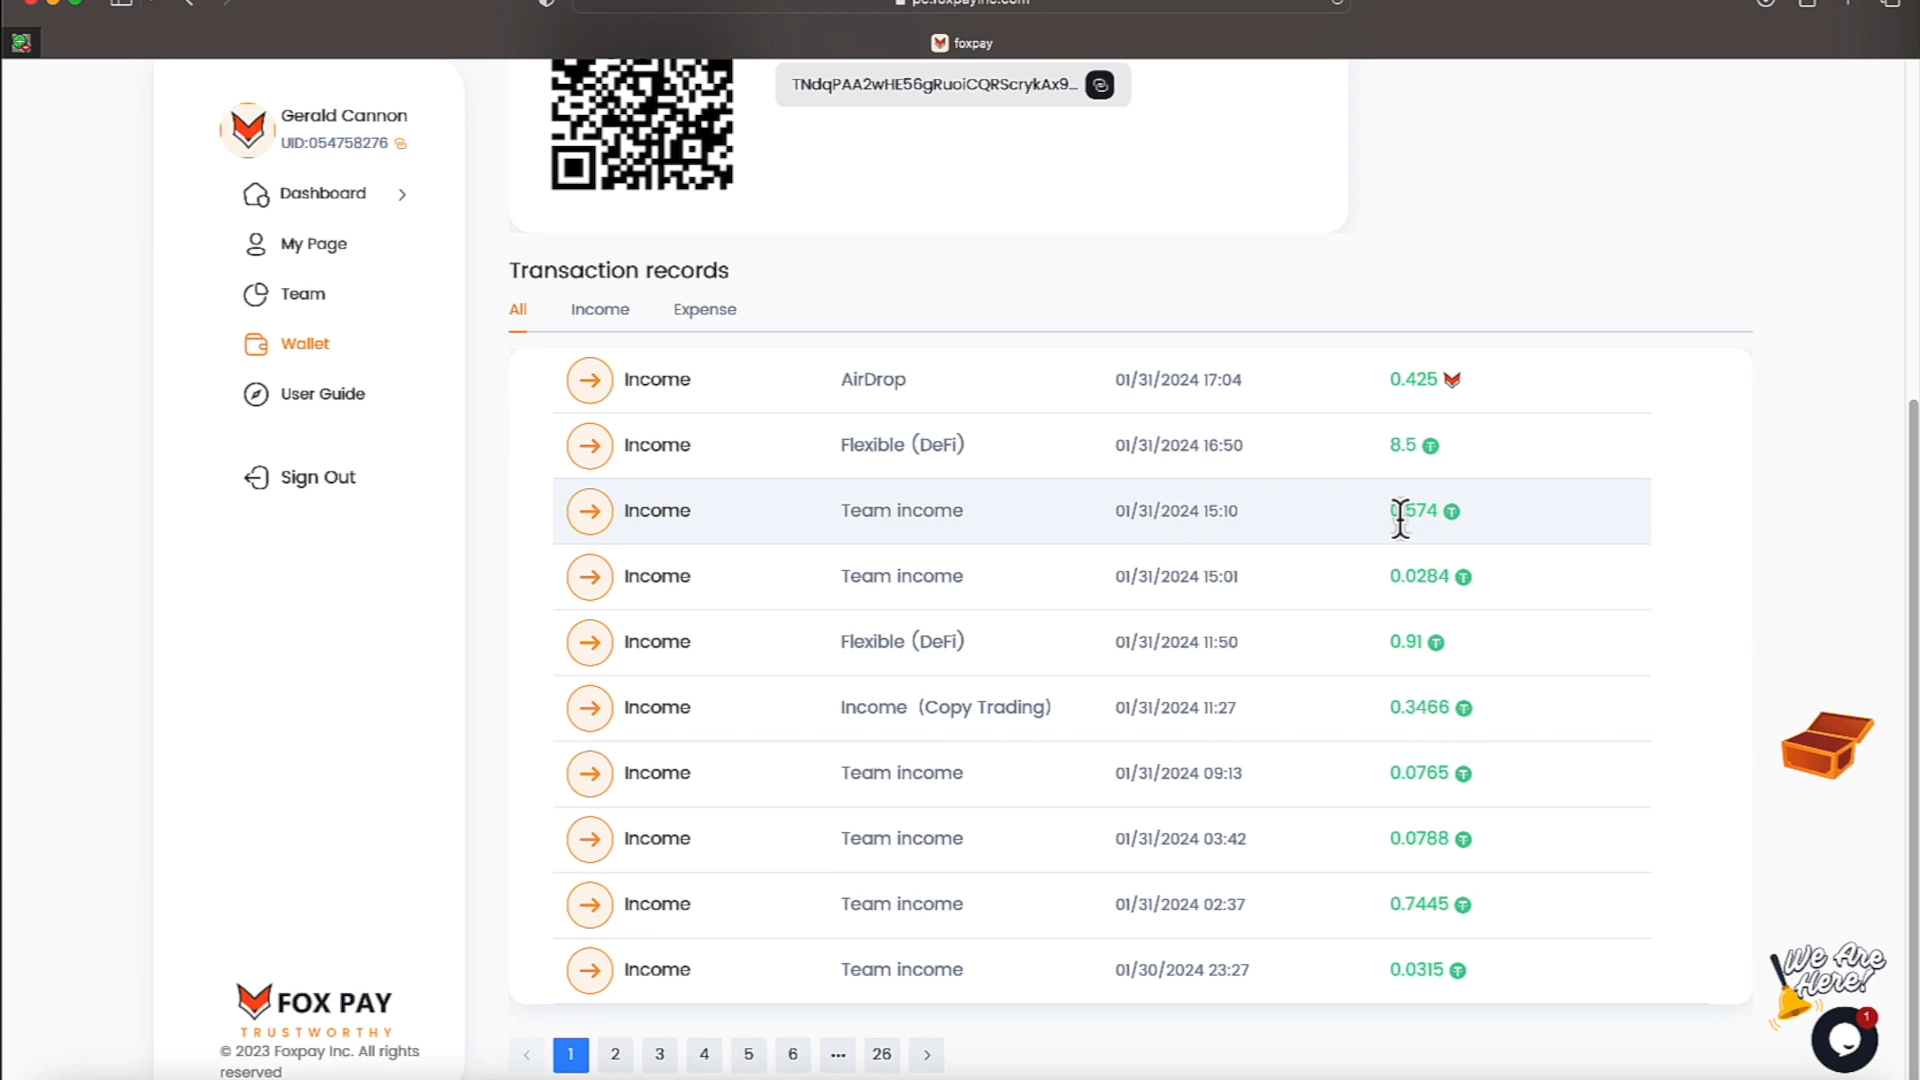 foxpay
TNdqPAA2wHE56gRuoiCQRScrykAx9...
Gerald Cannon
UID:054758276
Dashboard
My Page
Team
Wallet
User Guide
Sign Out
Transaction records
All Income Expense
Income AirDrop 01/31/2024 17:04 0.425
Income Flexible (DeFi) 01/31/2024 16:50 8.5
Income Team income 01/31/2024 15:10
Income Team income 01/31/2024 15:01 0.0284
Income Flexible (DeFi) 01/31/2024 11:50 0.91
Income (Copy Trading) 01/31/2024 11:27 0.3466
Income Team income 01/31/2024 09:13 0.0765
Income Team income 01/31/2024 03:42 0.0788
Income Team income 01/31/2024 02:37 0.7445
Income Team income 01/30/2024 23:27 0.0315
FOX PAY
TRUSTWORTHY
© 2023 Foxpay Inc. All rights
reserved
We Are
Here!
1
1 2 3 4 5 6 ... 26